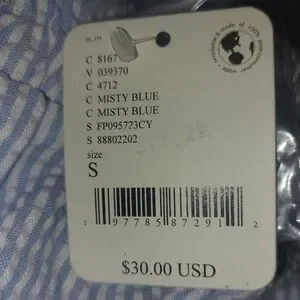 C 8167
V 039370
C 4712
C MISTY BLUE
C MISTY BLUE
S FP095723CY
S 88802202
size
S
1 97785 87291 2
$30.00 USD